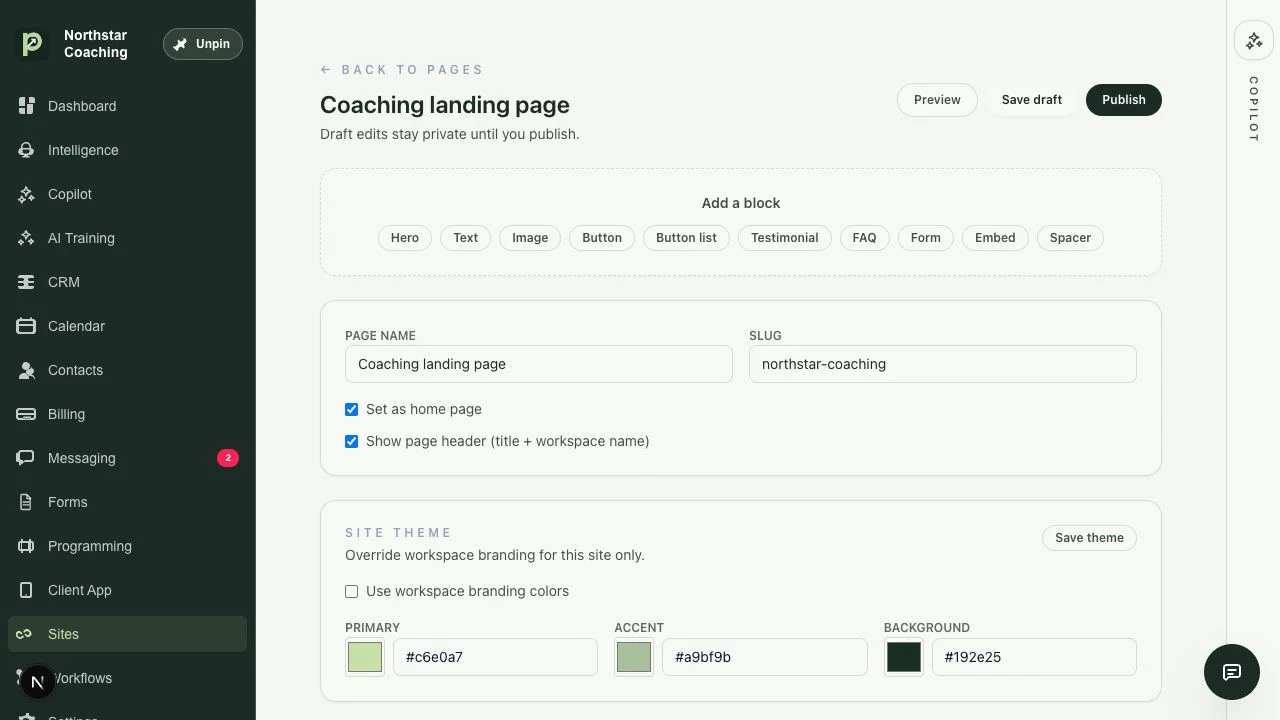 Northstar
Coaching
Unpin
Dashboard
Intelligence
Copilot
AI Training
CRM
Calendar
Contacts
Billing
Messaging
2
Forms
Programming
Client App
Sites
Workflows
Settings
N
← BACK TO PAGES
Coaching landing page
Draft edits stay private until you publish.
Preview
Save draft
Publish
Add a block
Hero
Text
Image
Button
Button list
Testimonial
FAQ
Form
Embed
Spacer
PAGE NAME
Coaching landing page
SLUG
northstar-coaching
Set as home page
Show page header (title + workspace name)
SITE THEME
Override workspace branding for this site only.
Save theme
Use workspace branding colors
PRIMARY
#c6e0a7
ACCENT
#a9bf9b
BACKGROUND
#192e25
COPILOT